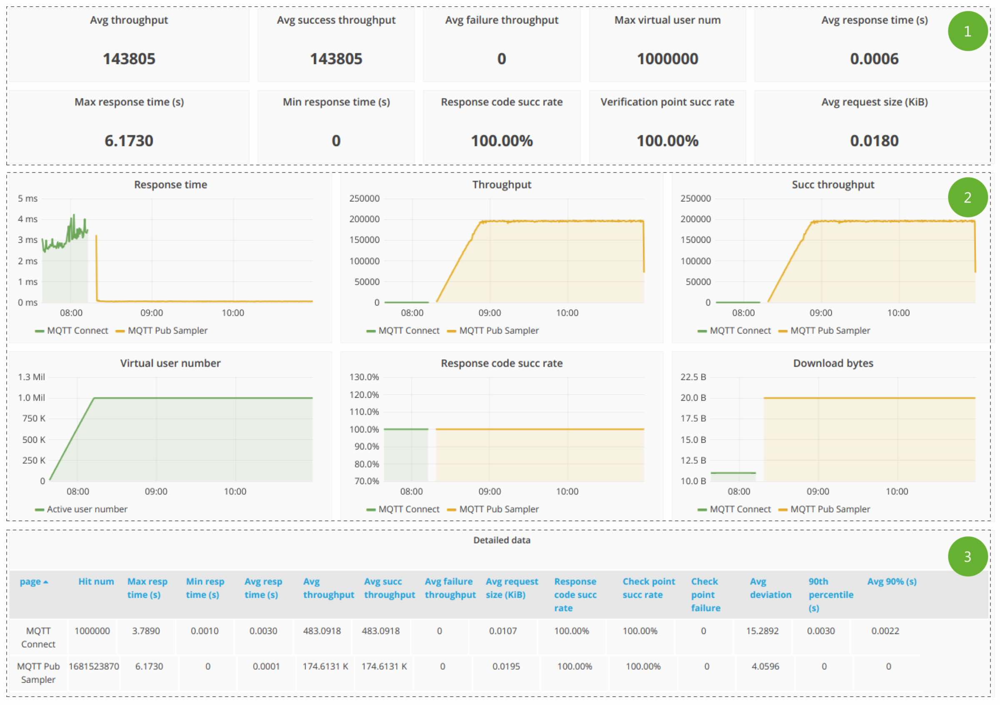 Avg throughput
143805
Avg success throughput
143805
Avg failure throughput
0
Max virtual user num
1000000
Avg response time (s)
0.0006
1
Max response time (s)
6.1730
Min response time (s)
0
Response code succ rate
100.00%
Verification point succ rate
100.00%
Avg request size (KiB)
0.0180
Response time
5 ms
4 ms
3 ms
2 ms
1 ms
0 ms
08:00 09:00 10:00
MQTT Connect MQTT Pub Sampler
Throughput
250000
200000
150000
100000
50000
0
08:00 09:00 10:00
MQTT Connect MQTT Pub Sampler
Succ throughput
2
250000
200000
150000
100000
50000
0
08:00 09:00 10:00
MQTT Connect MQTT Pub Sampler
Virtual user number
1.3 Mil
1.0 Mil
750 K
500 K
250 K
0
08:00 09:00 10:00
Active user number
Response code succ rate
130.0%
120.0%
110.0%
100.0%
90.0%
80.0%
70.0%
08:00 09:00 10:00
MQTT Connect MQTT Pub Sampler
Download bytes
22.5 B
20.0 B
17.5 B
15.0 B
12.5 B
10.0 B
08:00 09:00 10:00
MQTT Connect MQTT Pub Sampler
Detailed data
3
page
Hit num
Max resp
time (s)
Min resp
time (s)
Avg resp
time (s)
Avg
throughput
Avg succ
throughput
Avg failure
throughput
Avg request
size (KiB)
Response
code succ
rate
Check point
succ rate
Check
point
failure
Avg
deviation
90th
percentile
(s)
Avg 90% (s)
MQTT
Connect
1000000 3.7890 0.0010 0.0030 483.0918 483.0918 0 0.0107 100.00% 100.00% 0 15.2892 0.0030 0.0022
MQTT Pub
Sampler
1681523870 6.1730 0 0.0001 174.6131 K 174.6131 K 0 0.0195 100.00% 100.00% 0 4.0596 0 0